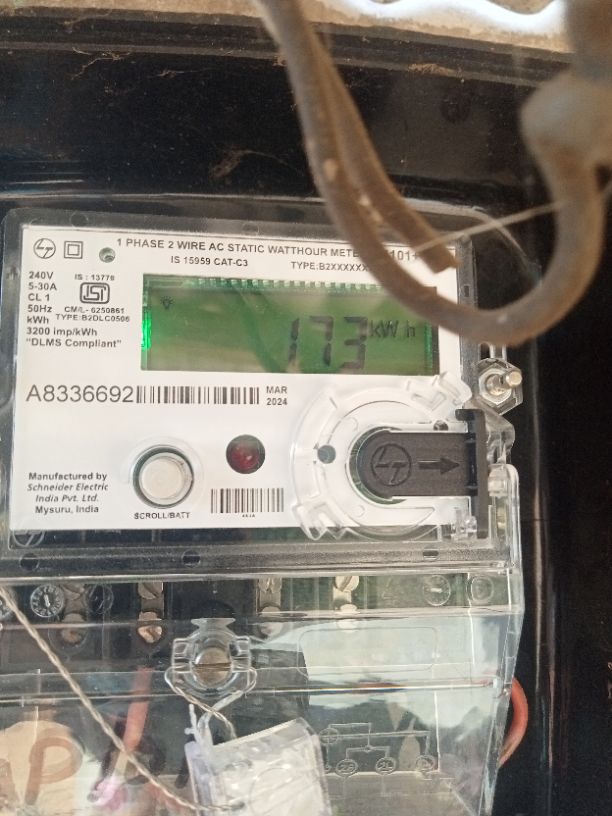 1 PHASE 2 WIRE AC STATIC WATTHOUR
IS 15959 CAT-C3
TYPE:B2XXXXXX
240V
5-30A
CL 1
50Hz
kWh
3200 imp/kWh
"DLMS Compliant"
IS : 13779
ISI
CM/L- 6250861
TYPE:B2DLC0506
173 kWh
A8336692
MAR
2024
Manufactured by
Schneider Electric
India Pvt. Ltd.
Mysuru, India
SCROLL/BATT